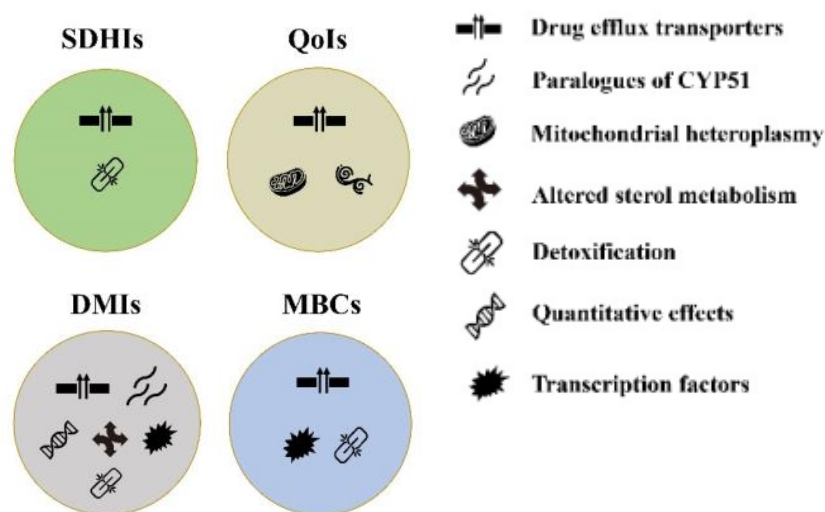 SDHIs
QoIs
DMIs
MBCs
Drug efflux transporters
Paralogues of CYP51
Mitochondrial heteroplasmy
Altered sterol metabolism
Detoxification
Quantitative effects
Transcription factors